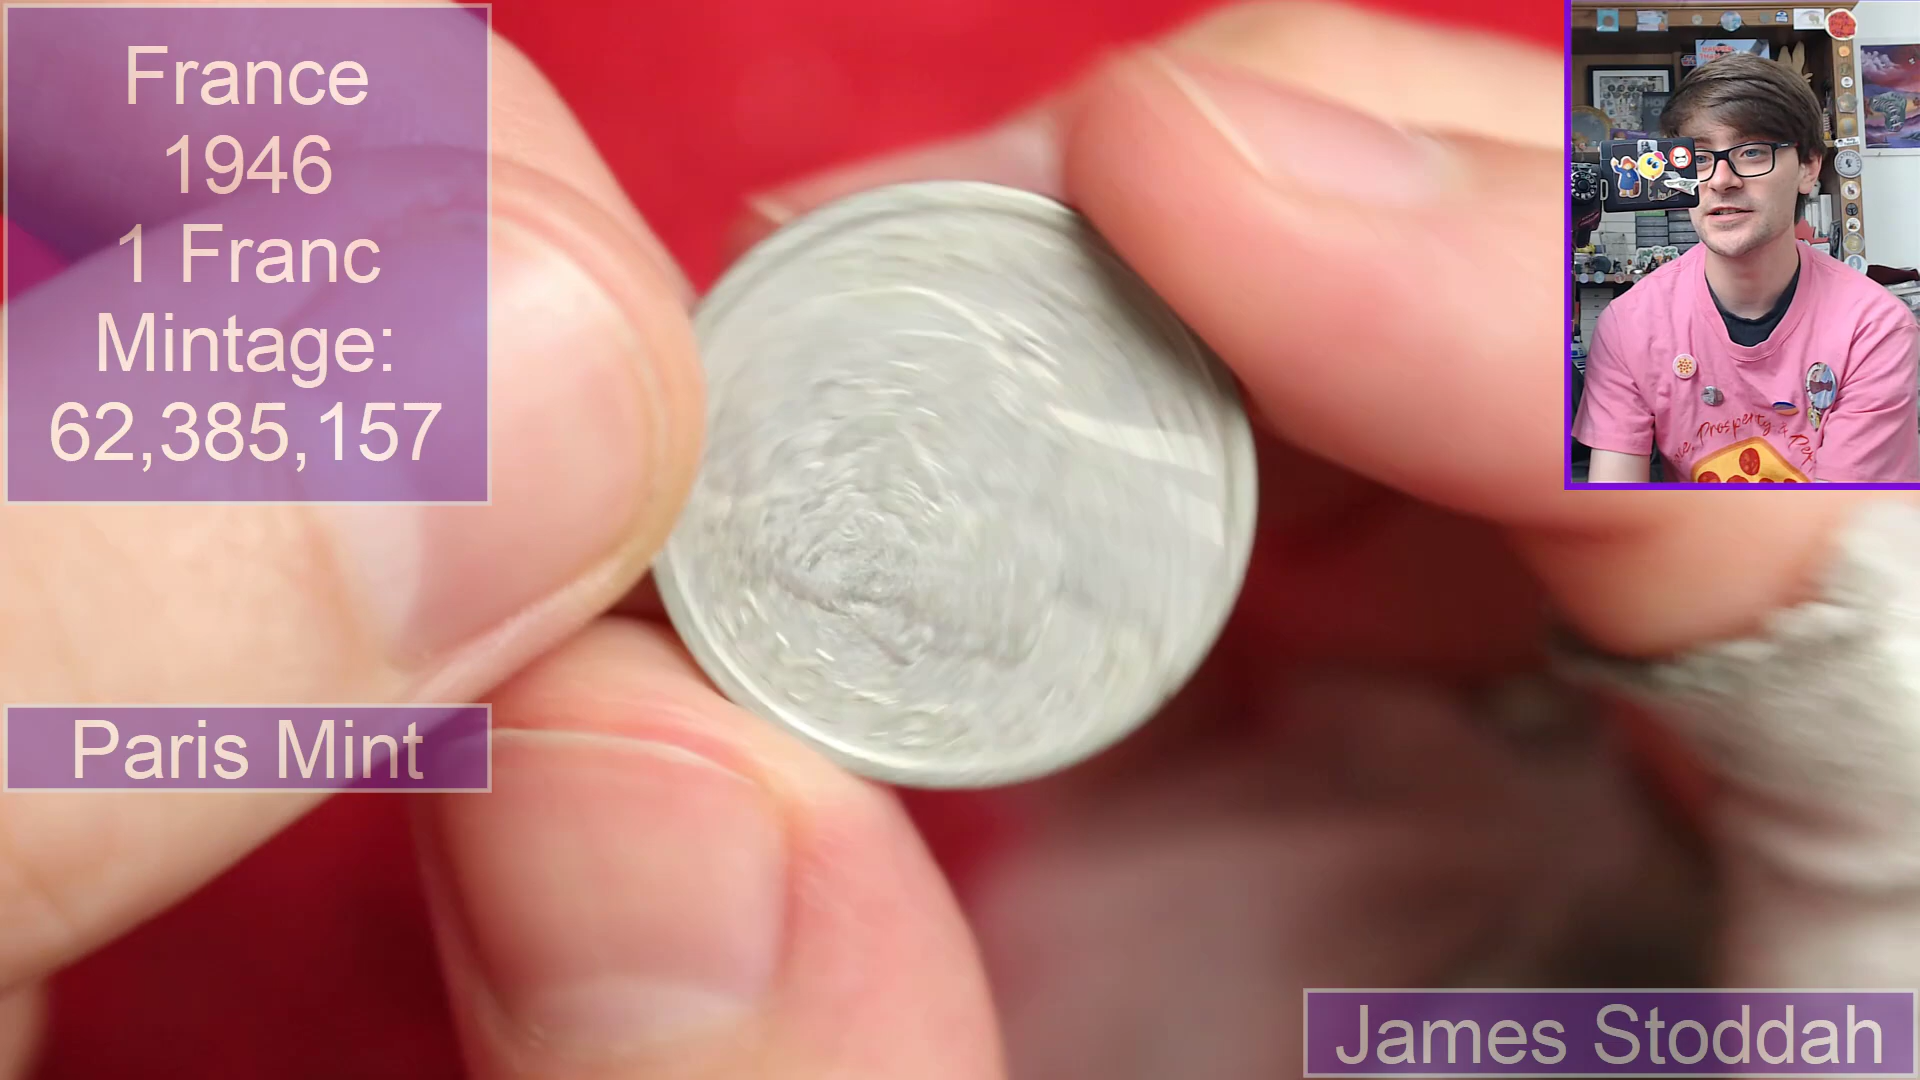 France
1946
1 Franc
Mintage:
62,385,157
Paris Mint
James Stoddah